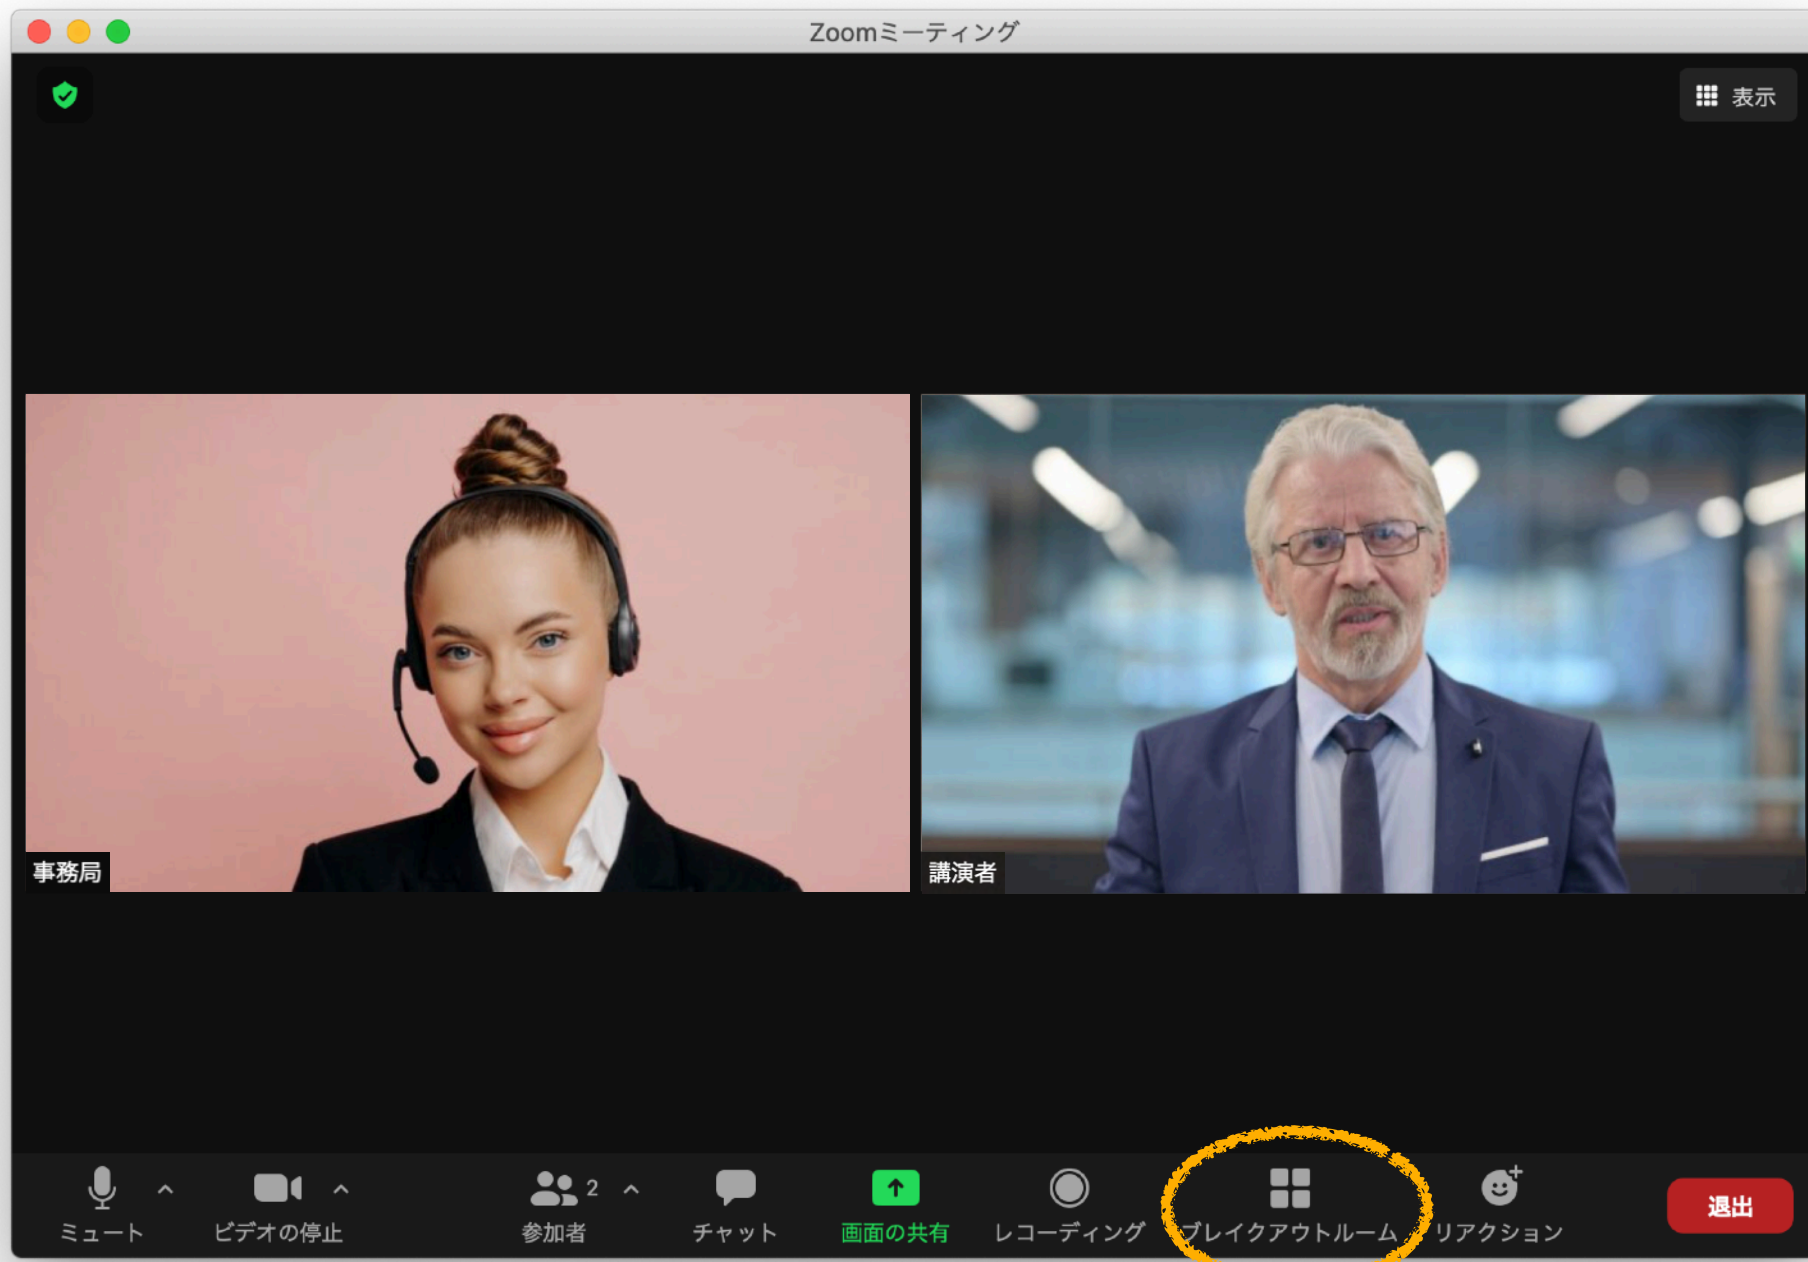 Zoomミーティング
表示
事務局
講演者
2
ミュート
ビデオの停止
参加者
チャット
画面の共有
レコーディング
ブレイクアウトルーム
リアクション
退出